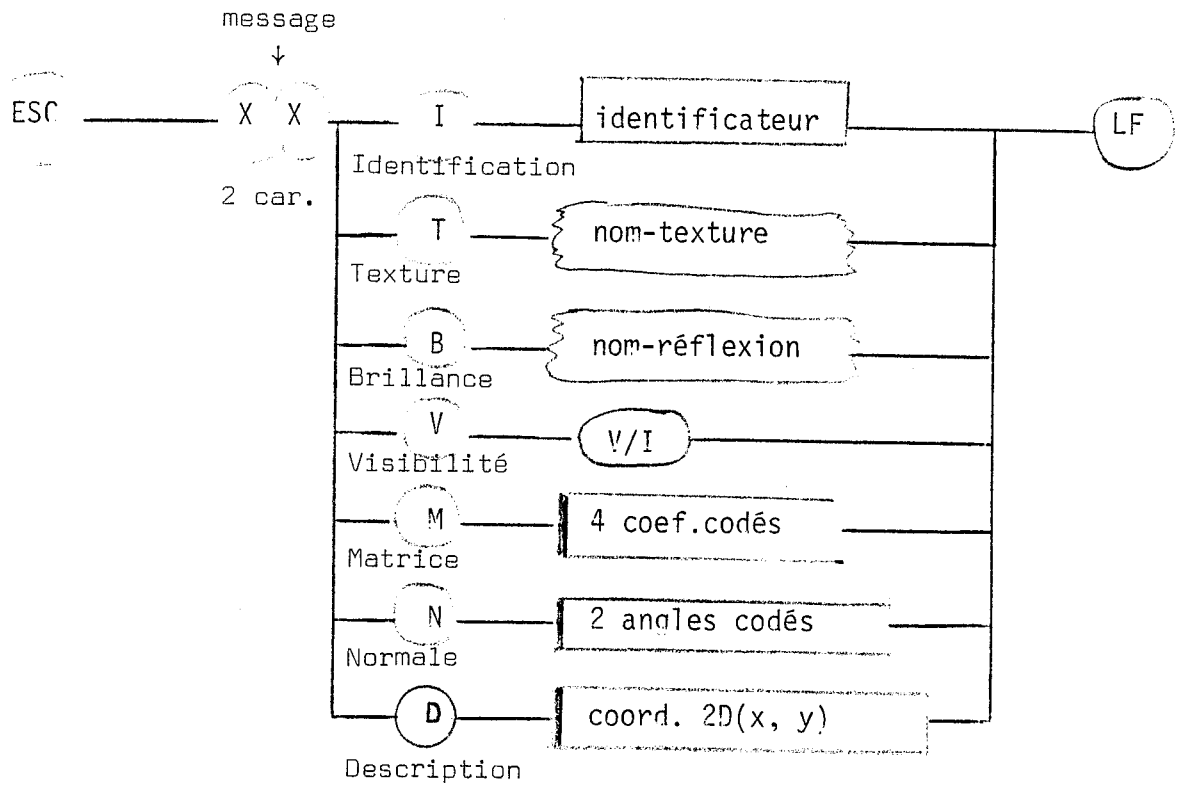 message
↓
ESC X X I identificateur LF
Identification
2 car.
T nom-texture
Texture
B nom-réflexion
Brillance
V V/I
Visibilité
M 4 coef.codés
Matrice
N 2 angles codés
Normale
D coord. 2D(x, y)
Description